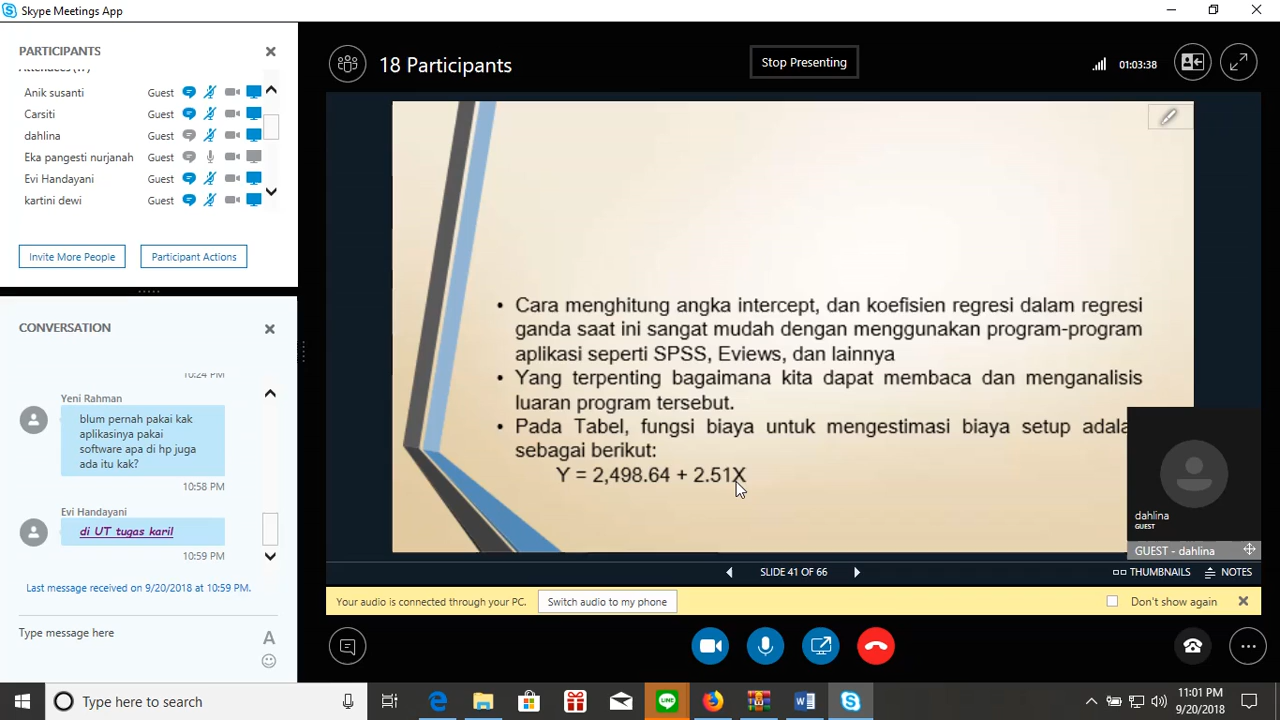 Skype Meetings App
PARTICIPANTS
Anik susanti Guest
Carsiti Guest
dahlina Guest
Eka pangesti nurjanah Guest
Evi Handayani Guest
kartini dewi Guest
Invite More People
Participant Actions
CONVERSATION
10:24 PM
Yeni Rahman
blum pernah pakai kak
aplikasinya pakai
software apa di hp juga
ada itu kak?
10:58 PM
Evi Handayani
di UT tugas karil
10:59 PM
Last message received on 9/20/2018 at 10:59 PM.
Type message here
A
18 Participants
Stop Presenting
01:03:38
• Cara menghitung angka intercept, dan koefisien regresi dalam regresi
ganda saat ini sangat mudah dengan menggunakan program-program
aplikasi seperti SPSS, Eviews, dan lainnya
• Yang terpenting bagaimana kita dapat membaca dan menganalisis
luaran program tersebut.
• Pada Tabel, fungsi biaya untuk mengestimasi biaya setup adala
sebagai berikut:
Y = 2,498.64 + 2.51X
dahlina
GUEST
GUEST - dahlina
SLIDE 41 OF 66
THUMBNAILS
NOTES
Your audio is connected through your PC.
Switch audio to my phone
Don't show again
Type here to search
11:01 PM
9/20/2018